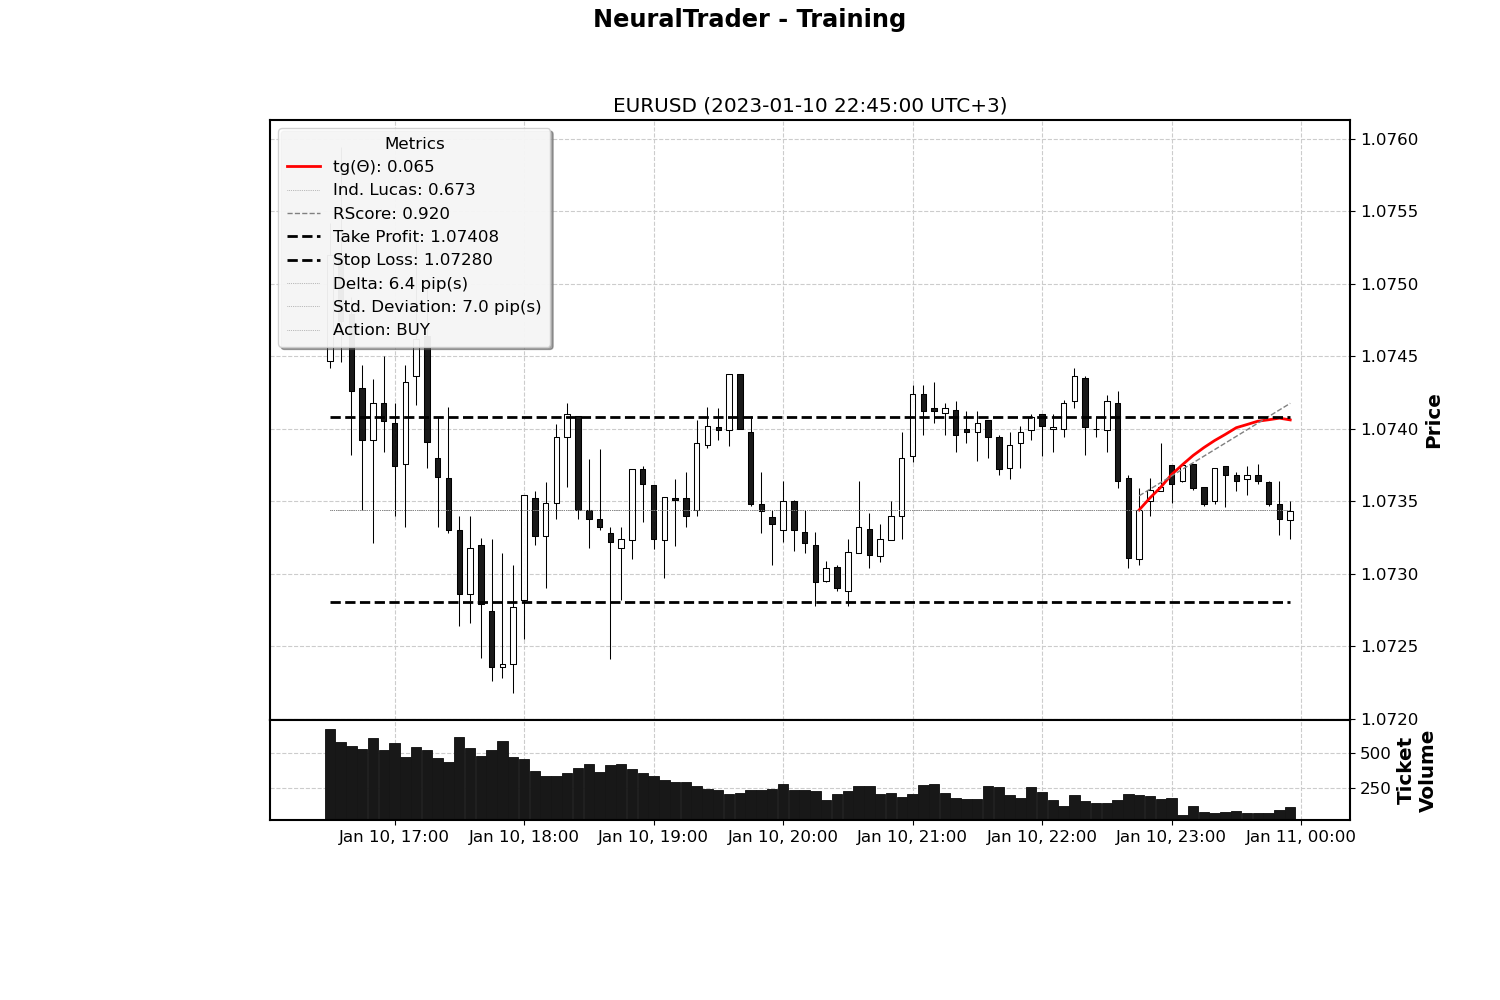 NeuralTrader - Training
EURUSD (2023-01-10 22:45:00 UTC+3)
Metrics
tg(Θ): 0.065
Ind. Lucas: 0.673
RScore: 0.920
Take Profit: 1.07408
Stop Loss: 1.07280
Delta: 6.4 pip(s)
Std. Deviation: 7.0 pip(s)
Action: BUY
1.0760
1.0755
1.0750
1.0745
1.0740
1.0735
1.0730
1.0725
1.0720
Price
500
250
Ticket
Volume
Jan 10, 17:00
Jan 10, 18:00
Jan 10, 19:00
Jan 10, 20:00
Jan 10, 21:00
Jan 10, 22:00
Jan 10, 23:00
Jan 11, 00:00